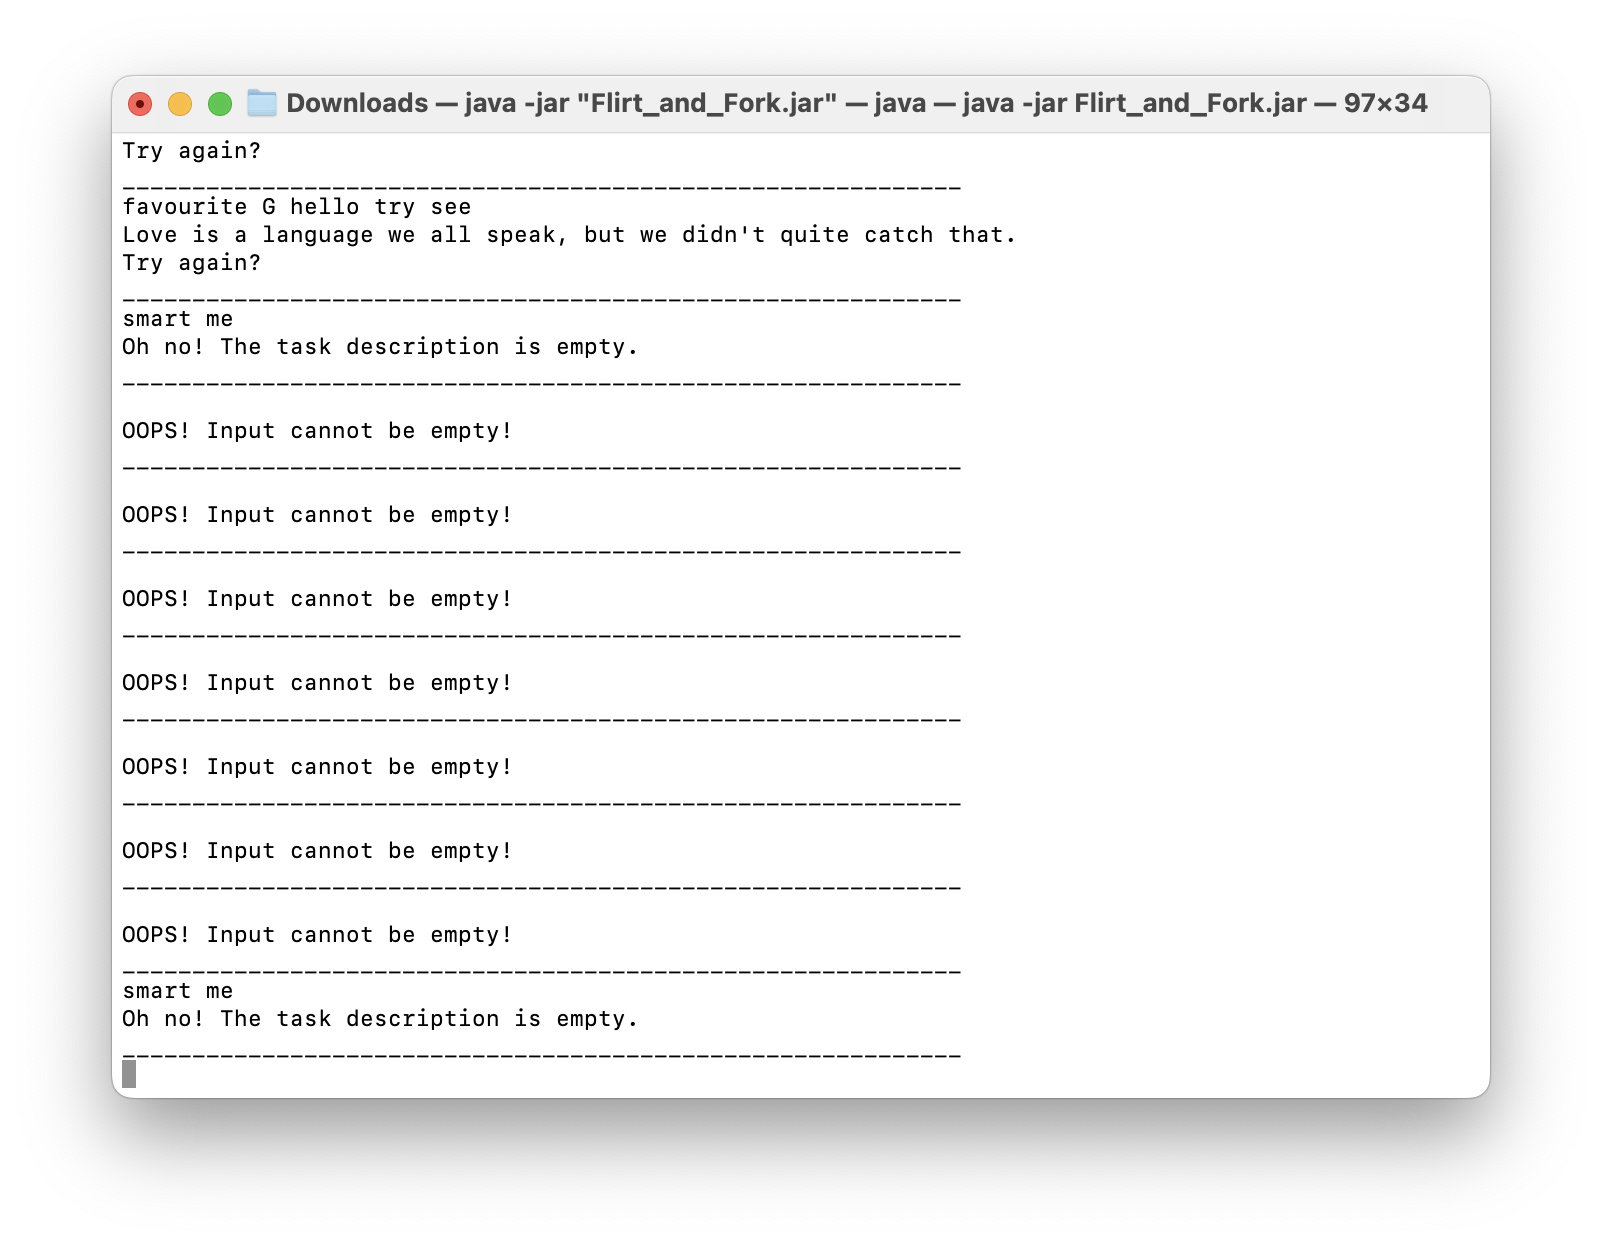 Downloads — java -jar "Flirt_and_Fork.jar" — java — java -jar Flirt_and_Fork.jar — 97×34
Try again?
____________________________________________________________
favourite G hello try see
Love is a language we all speak, but we didn't quite catch that.
Try again?
____________________________________________________________
smart me
Oh no! The task description is empty.
____________________________________________________________

OOPS! Input cannot be empty!
____________________________________________________________

OOPS! Input cannot be empty!
____________________________________________________________

OOPS! Input cannot be empty!
____________________________________________________________

OOPS! Input cannot be empty!
____________________________________________________________

OOPS! Input cannot be empty!
____________________________________________________________

OOPS! Input cannot be empty!
____________________________________________________________

OOPS! Input cannot be empty!
____________________________________________________________
smart me
Oh no! The task description is empty.
____________________________________________________________